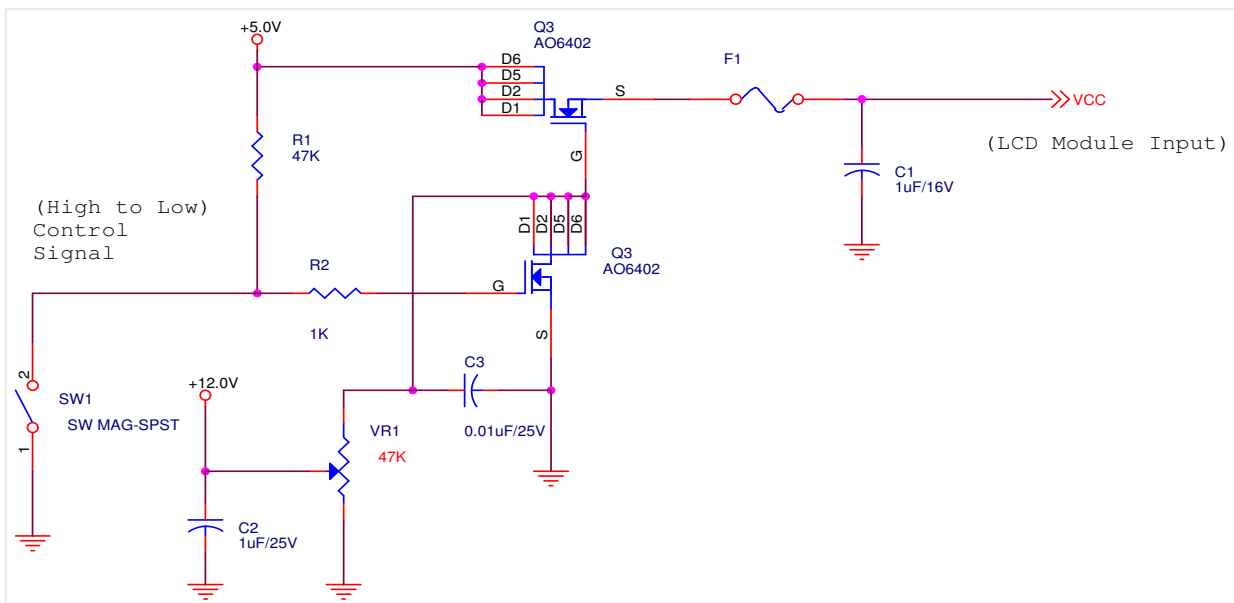 +5.0V
Q3
AO6402
F1
D6
D5
D2
D1
S
VCC
(LCD Module Input)
R1
47K
G
C1
1uF/16V
(High to Low)
Control
Signal
D1
D2
D5
D6
Q3
AO6402
R2
G
1K
S
C3
+12.0V
2
SW1
SW MAG-SPST
VR1
0.01uF/25V
47K
1
C2
1uF/25V